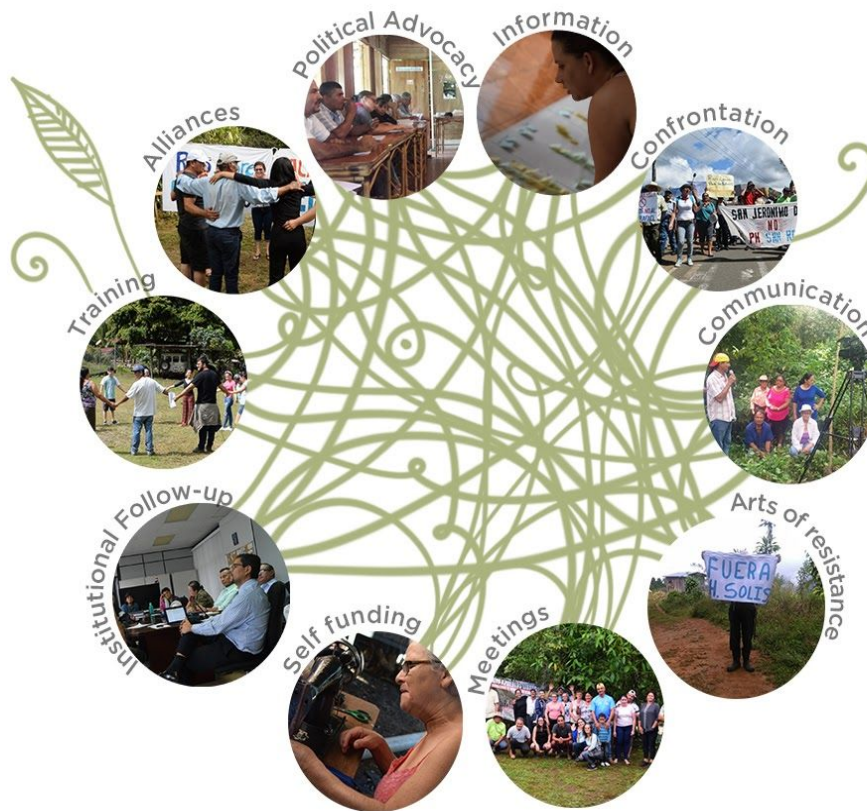 Political Advocacy
Information
Confrontation
Communication
Arts of resistance
Meetings
Self funding
Institutional Follow-up
Training
Alliances
SAN JERONIMO
NO
FUERA
H. SOLIS